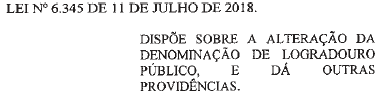 LEI Nº 6.345 DE 11 DE JULHO DE 2018.
DISPÕE SOBRE A ALTERAÇÃO DA
DENOMINAÇÃO DE LOGRADOURO
PÚBLICO, E DÁ OUTRAS
PROVIDÊNCIAS.